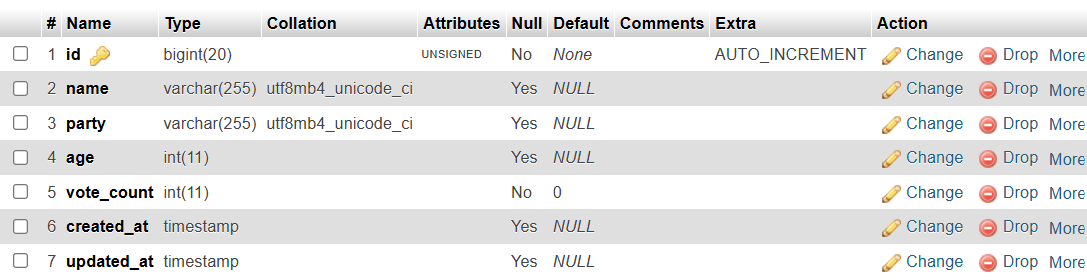 # Name Type Collation Attributes Null Default Comments Extra Action
1 id bigint(20) UNSIGNED No None AUTO_INCREMENT Change Drop More
2 name varchar(255) utf8mb4_unicode_ci Yes NULL Change Drop More
3 party varchar(255) utf8mb4_unicode_ci Yes NULL Change Drop More
4 age int(11) Yes NULL Change Drop More
5 vote_count int(11) No 0 Change Drop More
6 created_at timestamp Yes NULL Change Drop More
7 updated_at timestamp Yes NULL Change Drop More